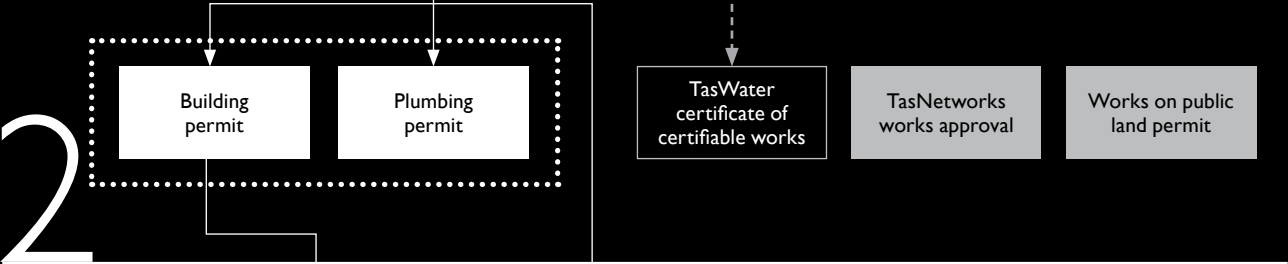 2
Building
permit
Plumbing
permit
TasWater
certificate of
certifiable works
TasNetworks
works approval
Works on public
land permit